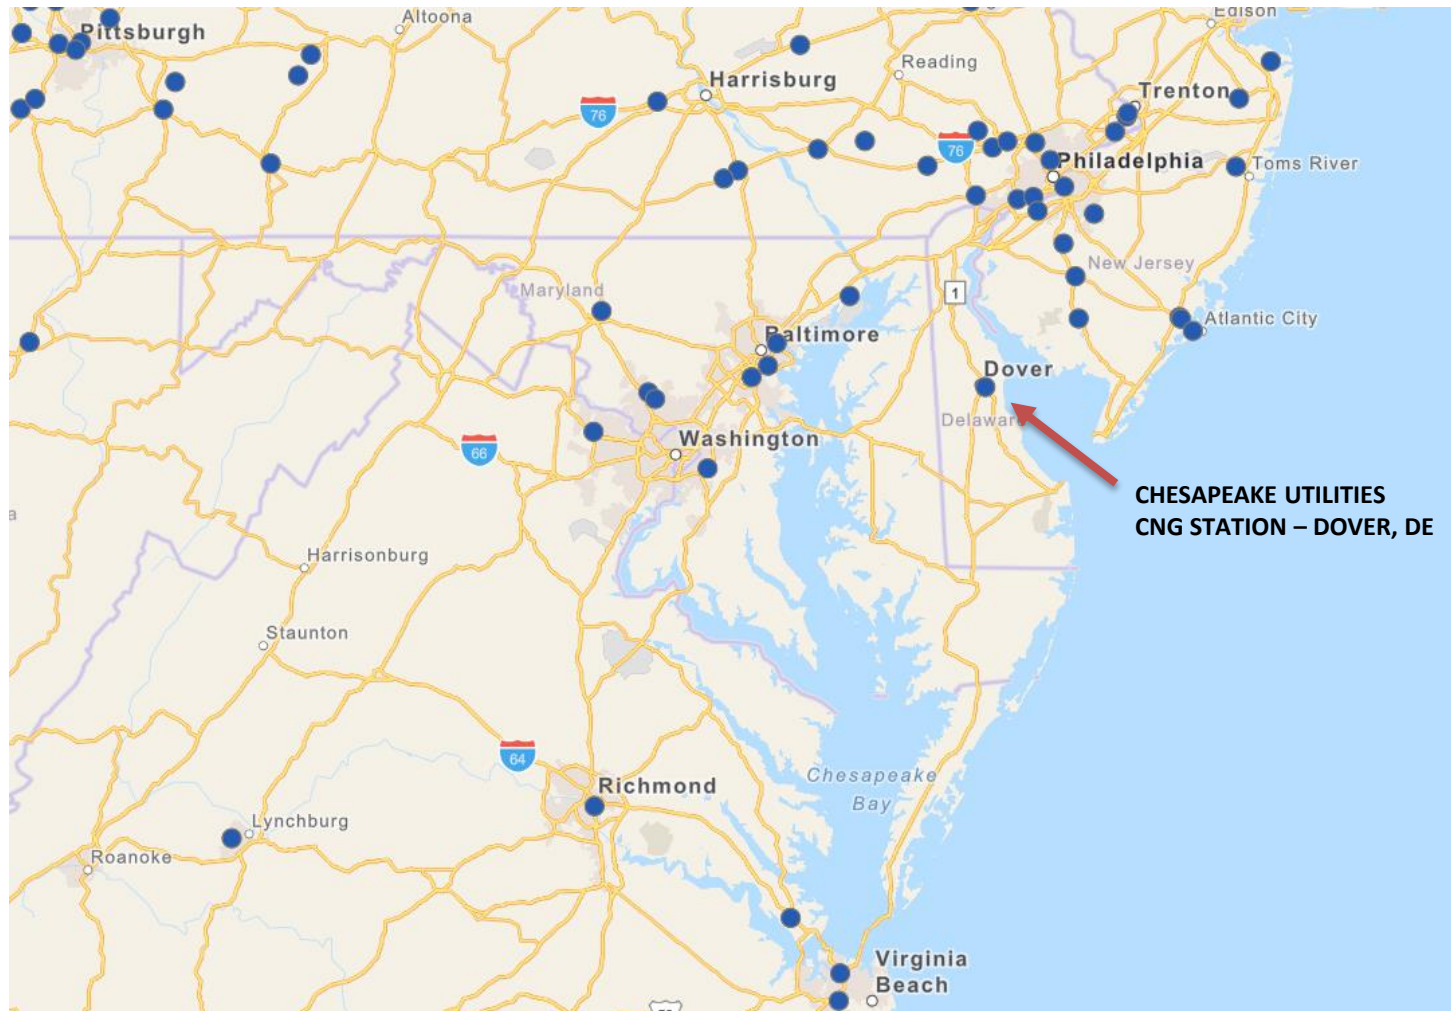 Altoona
Edison
Pittsburgh
Reading
Harrisburg
Trenton
76
76
Philadelphia
Toms River
New Jersey
Maryland
1
Atlantic City
Baltimore
Dover
Delaware
66
Washington
CHESAPEAKE UTILITIES
CNG STATION – DOVER, DE
a
Harrisonburg
Staunton
64
Chesapeake
Bay
Richmond
Lynchburg
Roanoke
Virginia
Beach